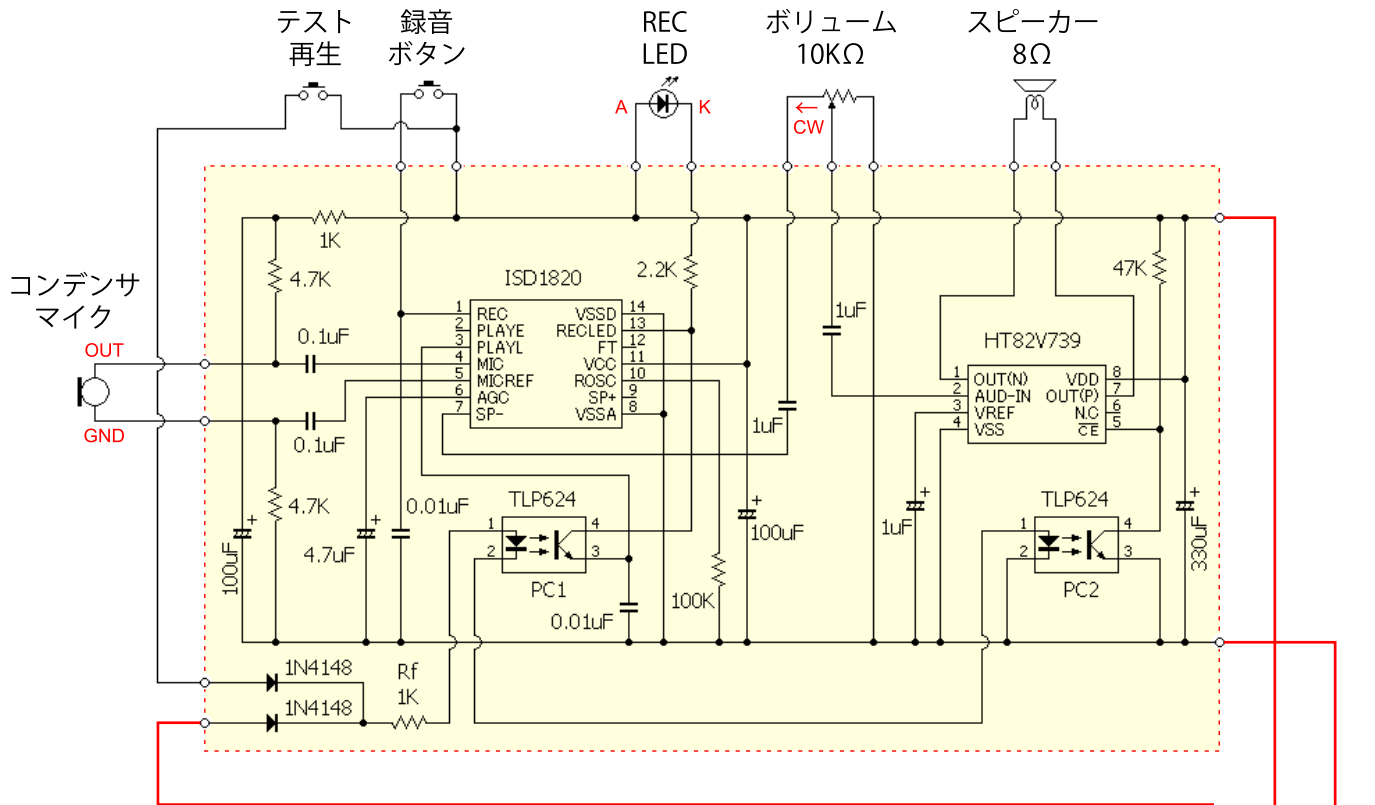 テスト
再生
録音
ボタン
REC
LED
ボリューム
10KΩ
スピーカー
8Ω
A
K
CW
1K
4.7K
2.2K
47K
コンデンサ
マイク
OUT
GND
0.1uF
0.1uF
ISD1820
1
2
3
4
5
6
7
REC
PLAYE
PLAYL
MIC
MICREF
AGC
SP-
VSSD
RECLED
FT
VCC
ROSC
SP+
VSSA
14
13
12
11
10
9
8
1uF
1uF
HT82V739
1
2
3
4
OUT(N)
AUD-IN
VREF
VSS
VDD
OUT(P)
N.C
CE
8
7
6
5
4.7K
+
100uF
+
4.7uF
0.01uF
TLP624
1
2
4
3
PC1
0.01uF
100K
+
100uF
+
1uF
TLP624
1
2
4
3
PC2
+
330uF
1N4148
1N4148
Rf
1K